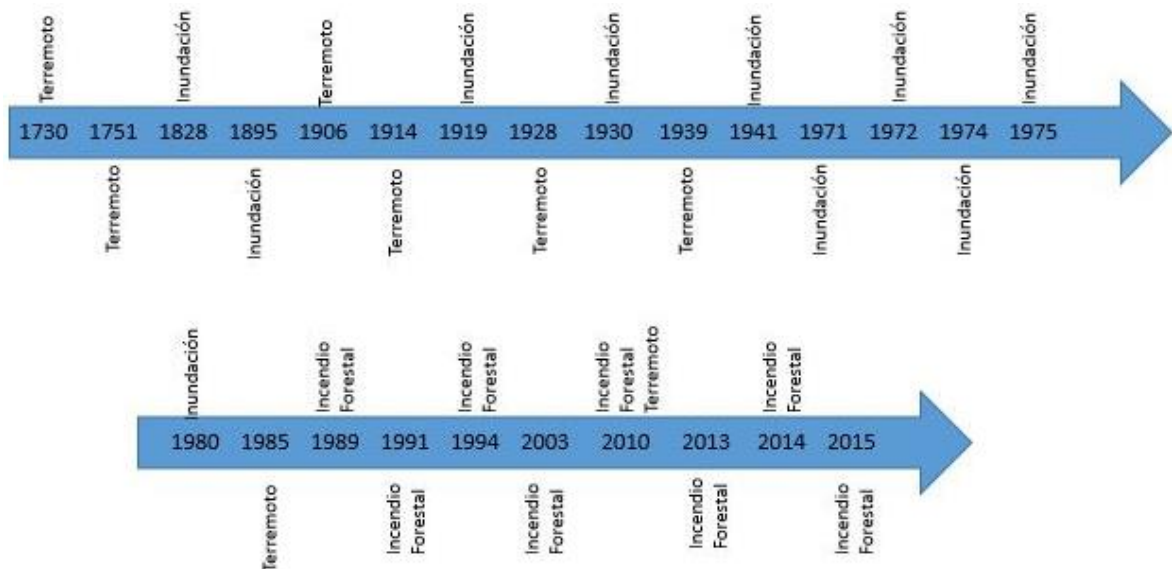 Terremoto
Inundación
Terremoto
Inundación
Inundación
Inundación
Inundación
Inundación
1730 1751 1828 1895 1906 1914 1919 1928 1930 1939 1941 1971 1972 1974 1975
Terremoto
Inundación
Terremoto
Terremoto
Terremoto
Inundación
Inundación
Inundación
Incendio
Forestal
Incendio
Forestal
Incendio
Forestal
Terremoto
Incendio
Forestal
1980 1985 1989 1991 1994 2003 2010 2013 2014 2015
Terremoto
Incendio
Forestal
Incendio
Forestal
Incendio
Forestal
Incendio
Forestal